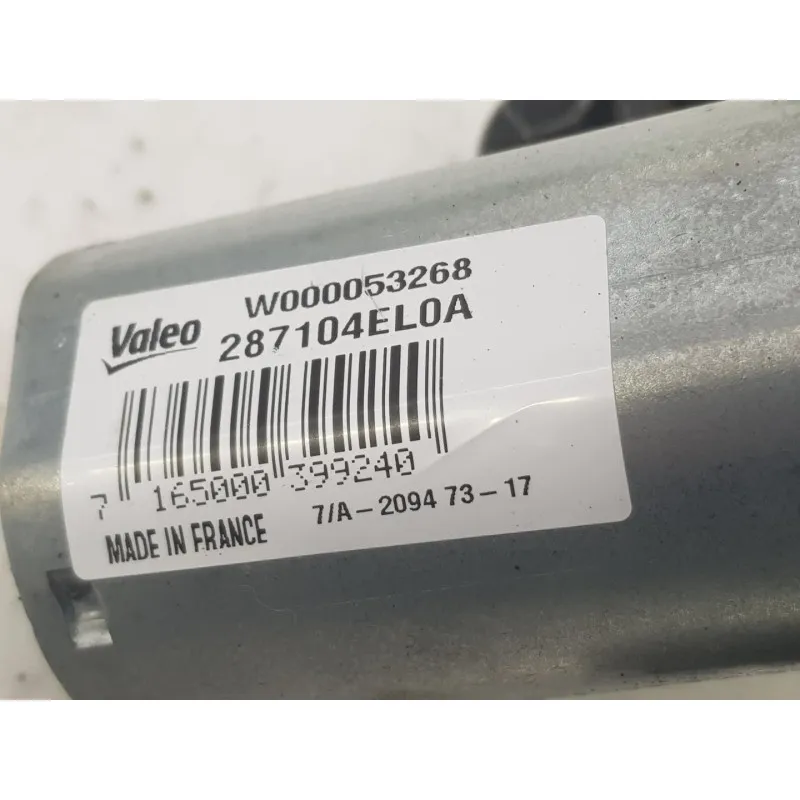 Valeo
W000053268
287104EL0A
7 165000 399240
7/A-2094 73-17
MADE IN FRANCE